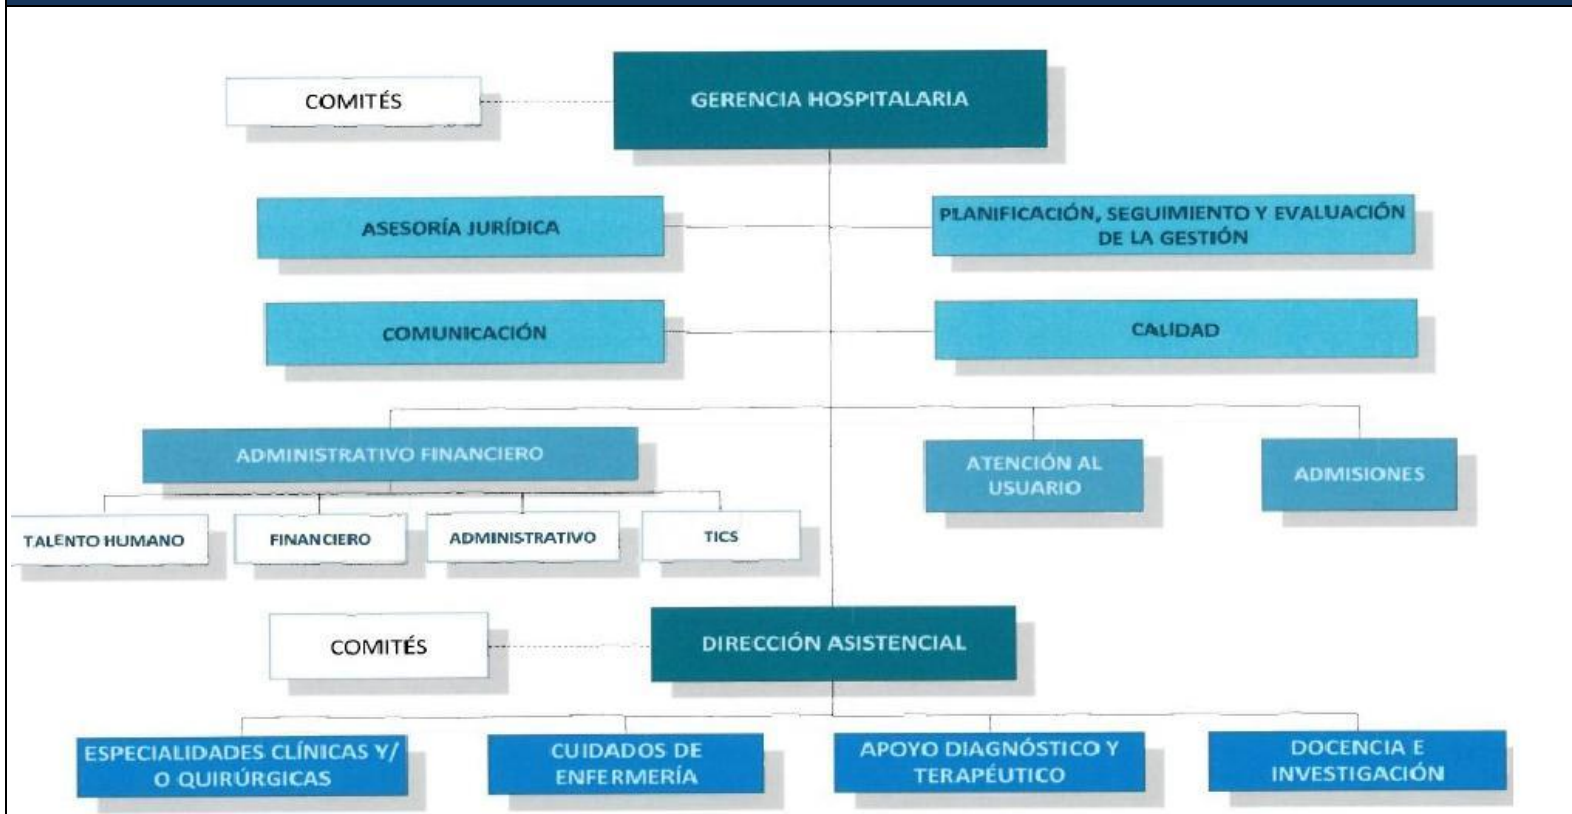 COMITÉS
GERENCIA HOSPITALARIA
ASESORÍA JURÍDICA
PLANIFICACIÓN, SEGUIMIENTO Y EVALUACIÓN
DE LA GESTIÓN
COMUNICACIÓN
CALIDAD
ADMINISTRATIVO FINANCIERO
ATENCIÓN AL
USUARIO
ADMISIONES
TALENTO HUMANO
FINANCIERO
ADMINISTRATIVO
TICS
COMITÉS
DIRECCIÓN ASISTENCIAL
ESPECIALIDADES CLÍNICAS Y/
O QUIRÚRGICAS
CUIDADOS DE
ENFERMERÍA
APOYO DIAGNÓSTICO Y
TERAPÉUTICO
DOCENCIA E
INVESTIGACIÓN